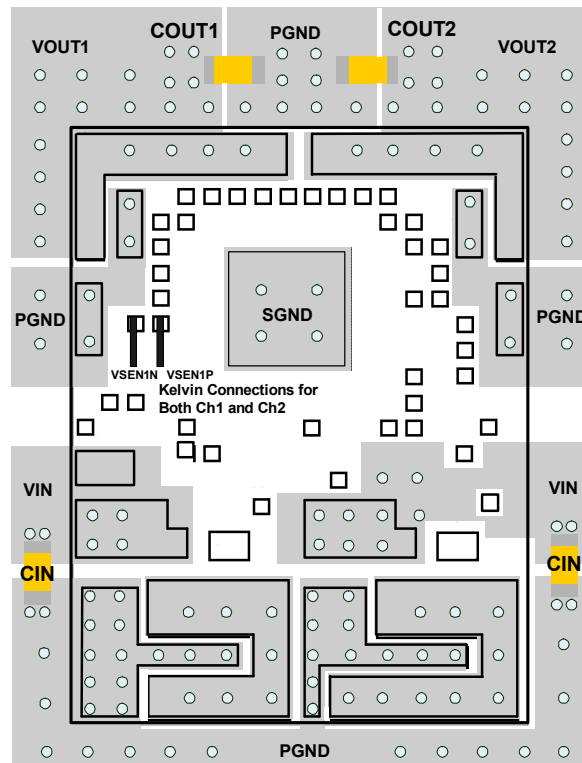 COUT1
PGND
COUT2
VOUT1
VOUT2
SGND
PGND
PGND
VSEN1N
VSEN1P
Kelvin Connections for
Both Ch1 and Ch2
VIN
VIN
CIN
CIN
PGND